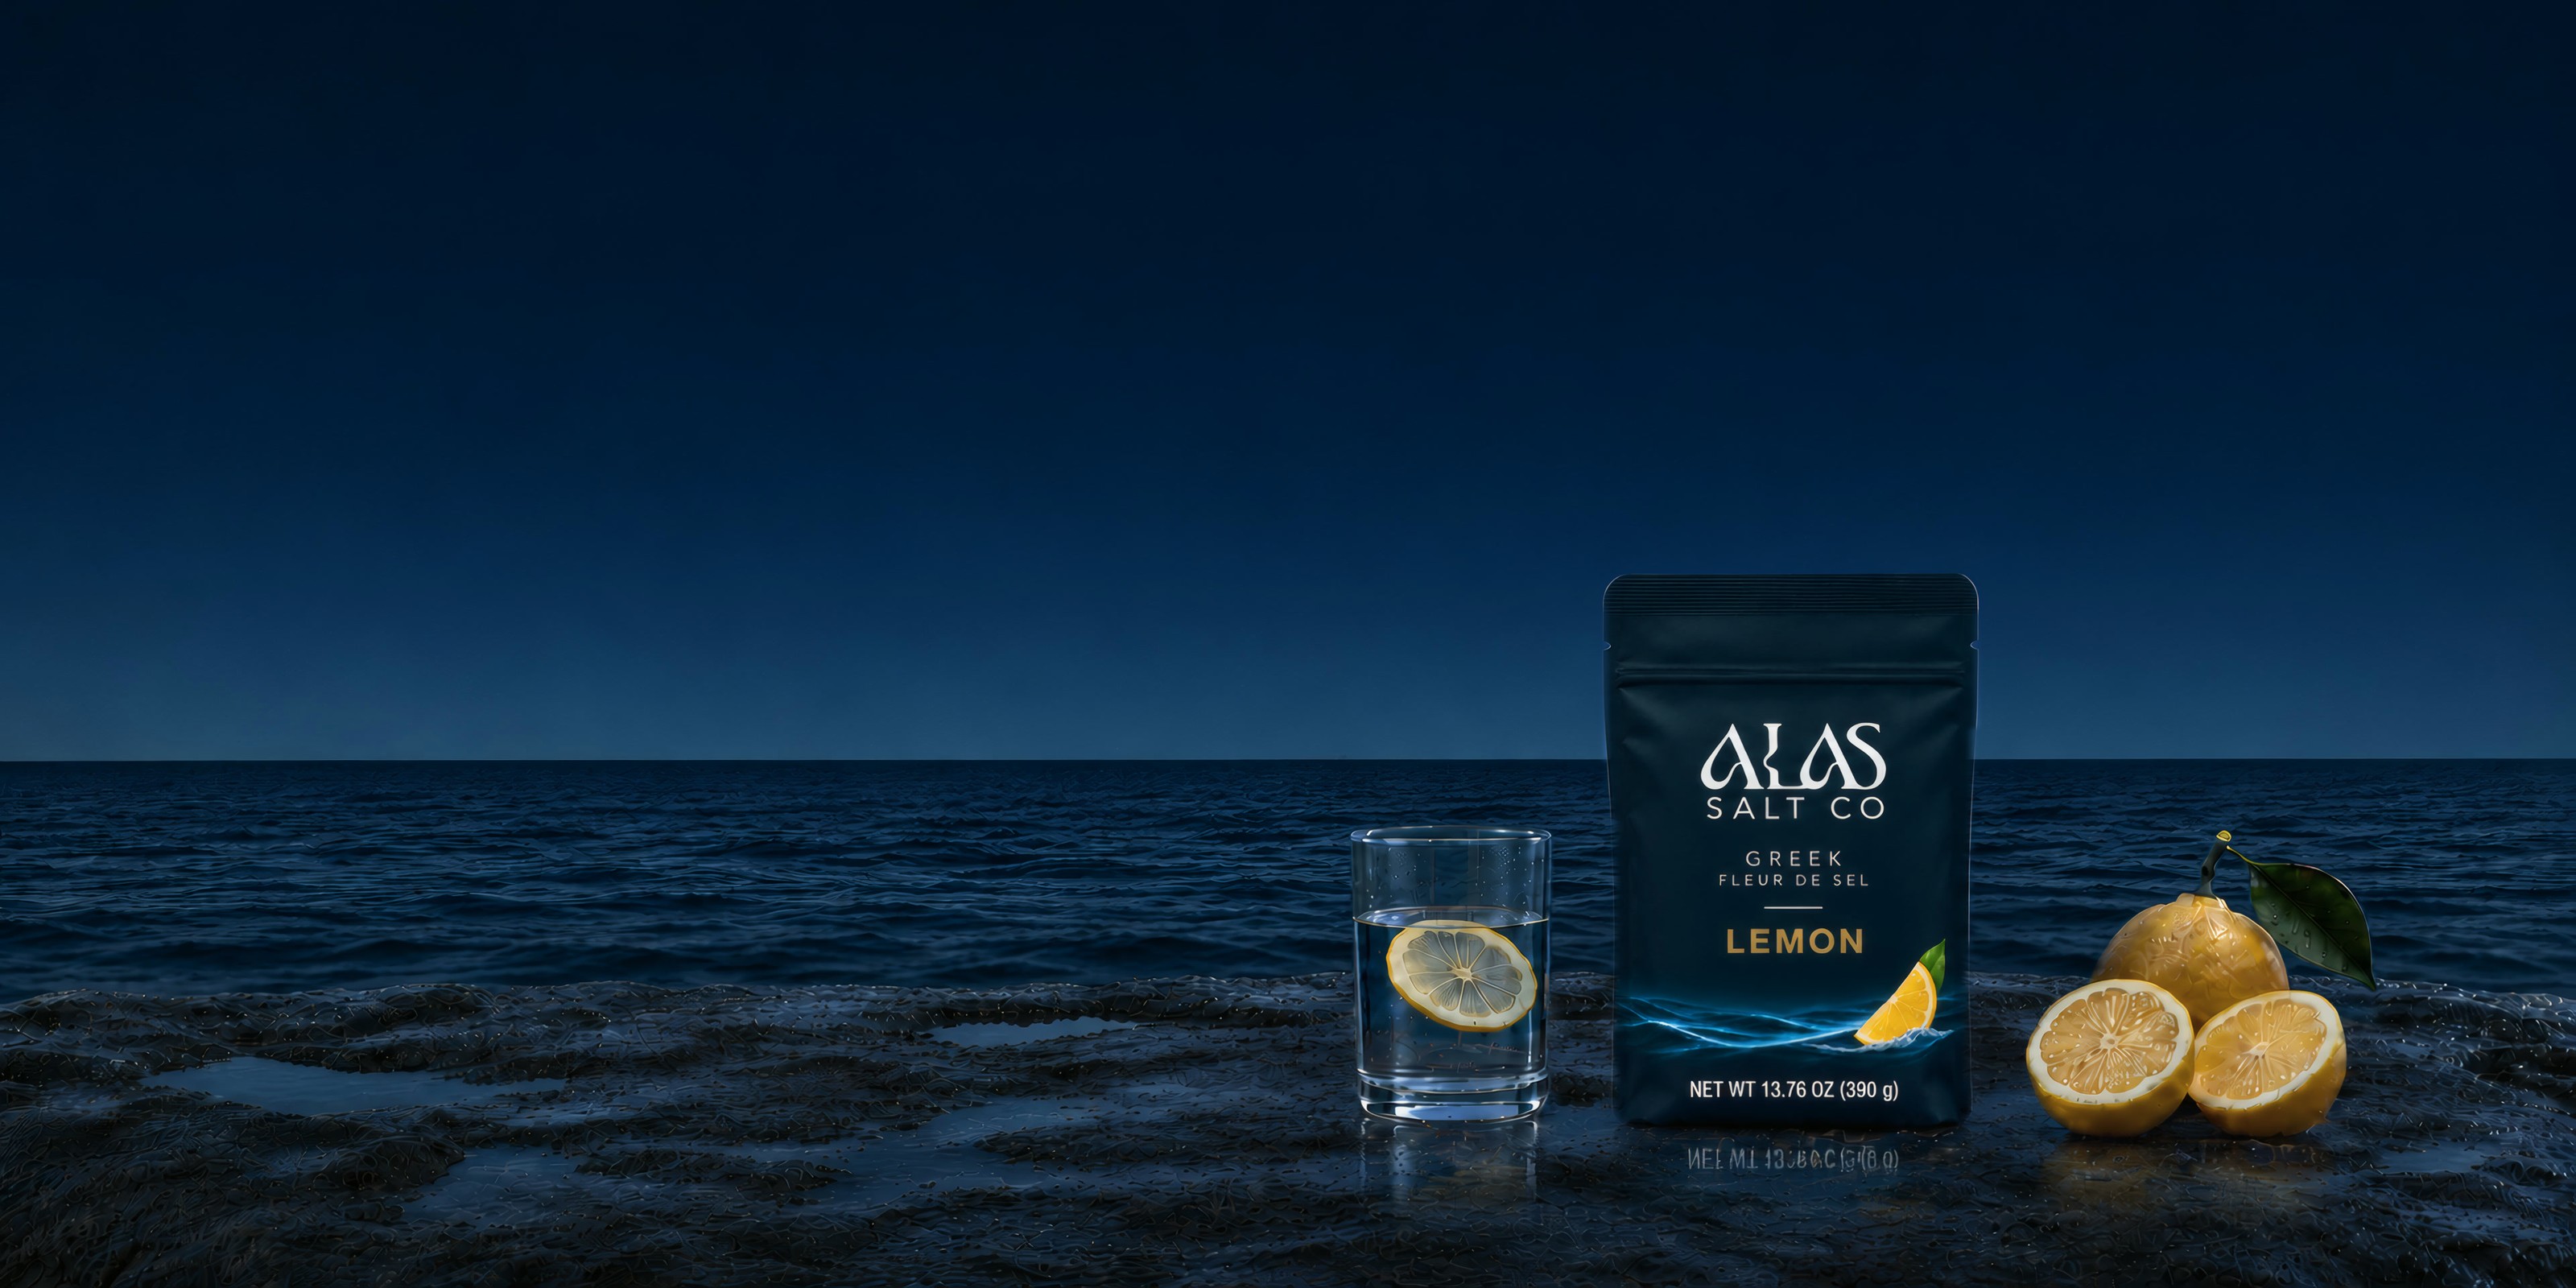 ALAS
SALT CO
GREEK
FLEUR DE SEL
LEMON
NET WT 13.76 OZ (390 g)